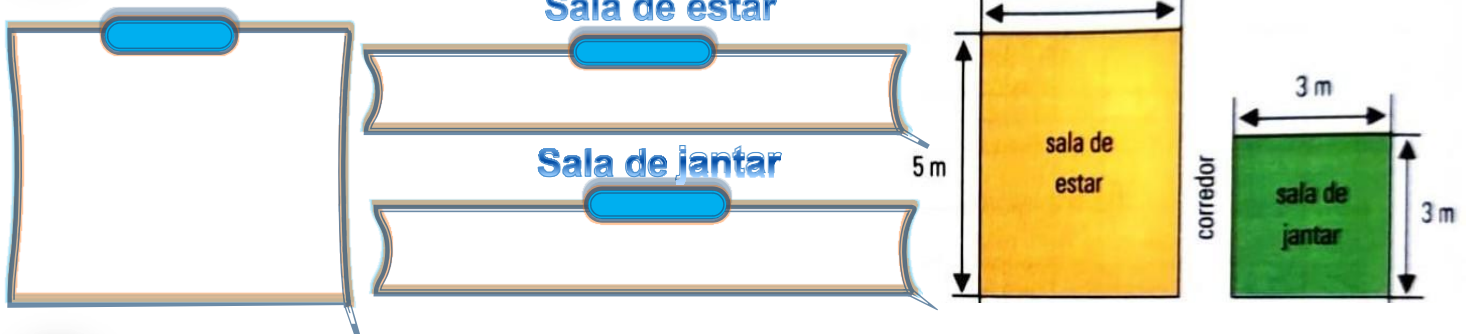 Sala de estar
Sala de jantar
5 m
sala de
estar
corredor
3 m
sala de
jantar
3 m